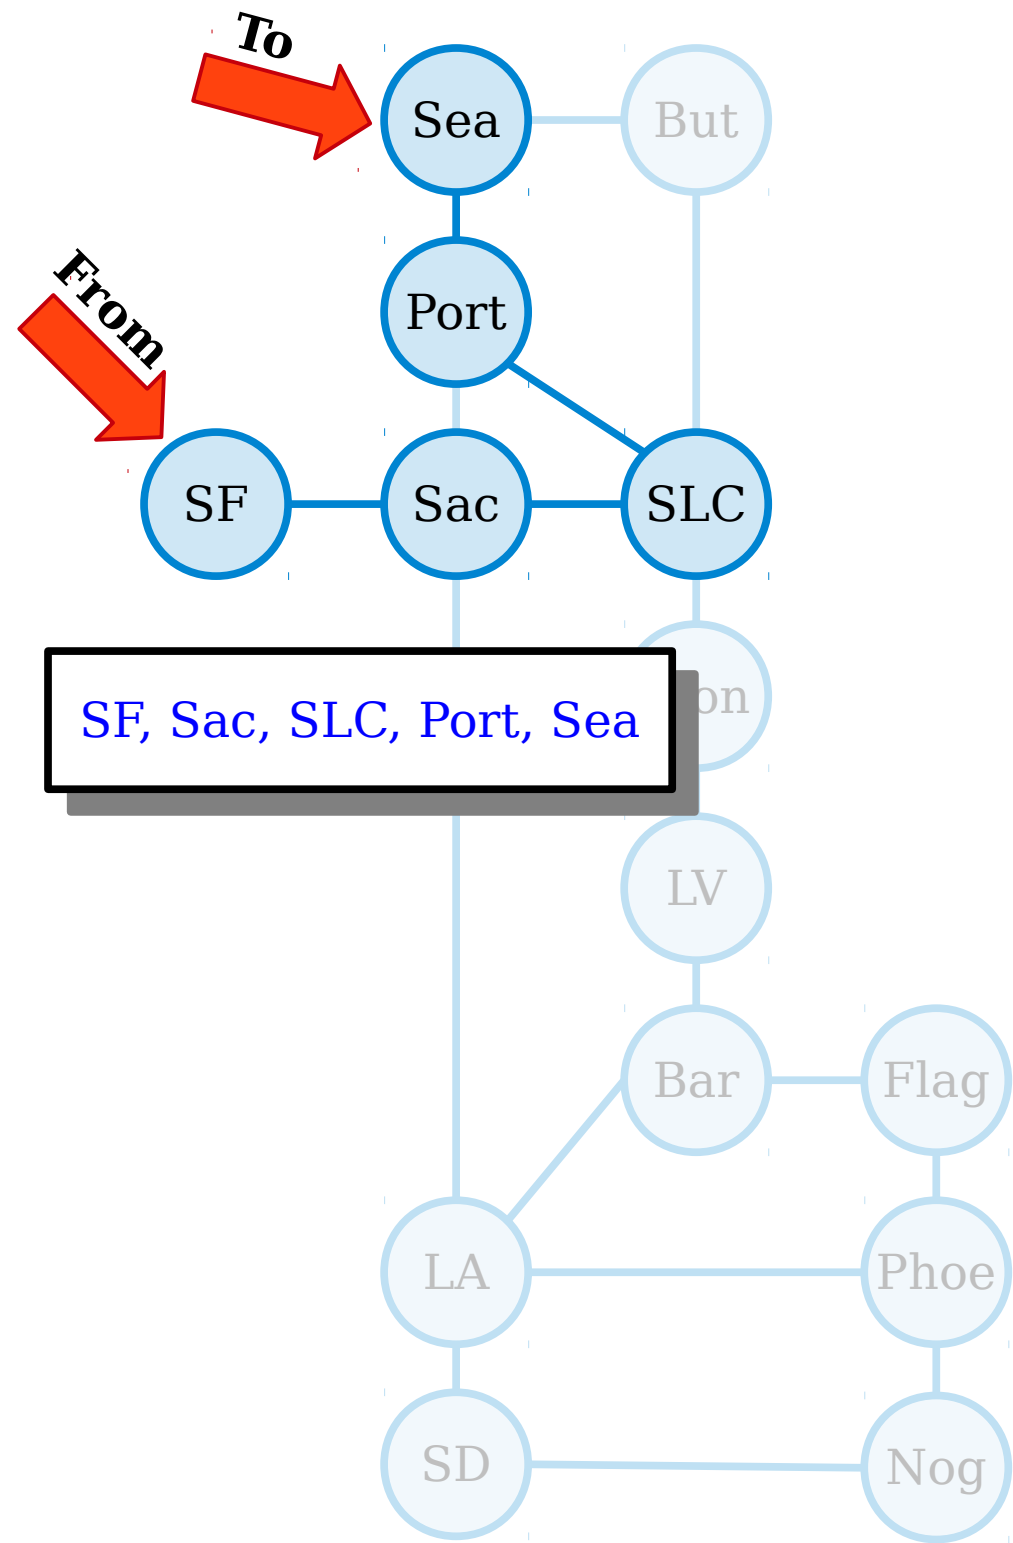 To
Sea
But
From
Port
SF
Sac
SLC
SF, Sac, SLC, Port, Sea
LV
Bar
Flag
LA
Phoe
SD
Nog